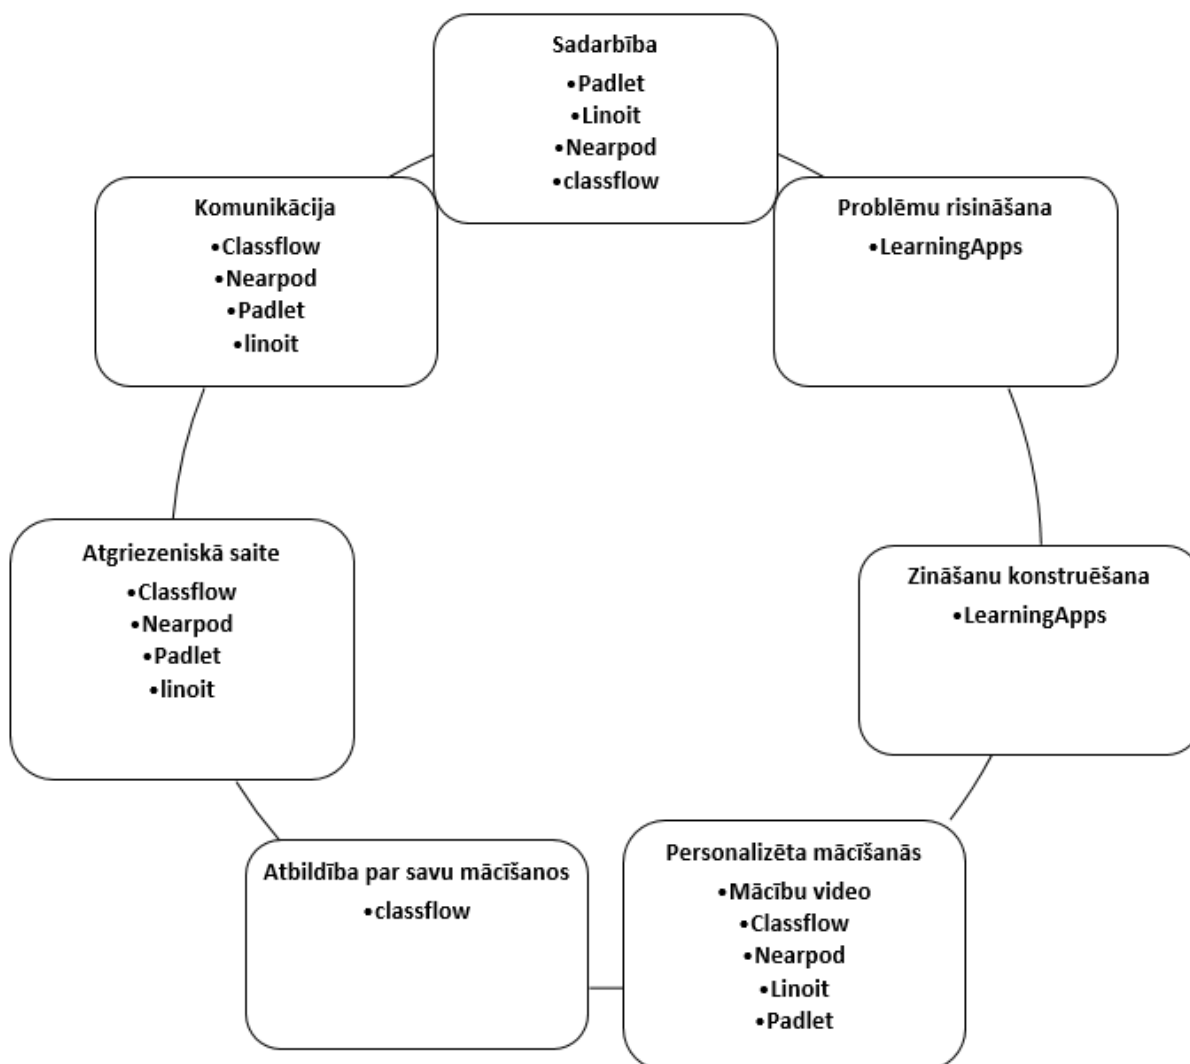 Sadarbība
•Padlet
•Linoit
•Nearpod
•classflow
Problēmu risināšana
•LearningApps
Zināšanu konstruēšana
•LearningApps
Personalizēta mācīšanās
•Mācību video
•Classflow
•Nearpod
•Linoit
•Padlet
Atbildība par savu mācīšanos
•classflow
Atgriezeniskā saite
•Classflow
•Nearpod
•Padlet
•linoit
Komunikācija
•Classflow
•Nearpod
•Padlet
•linoit